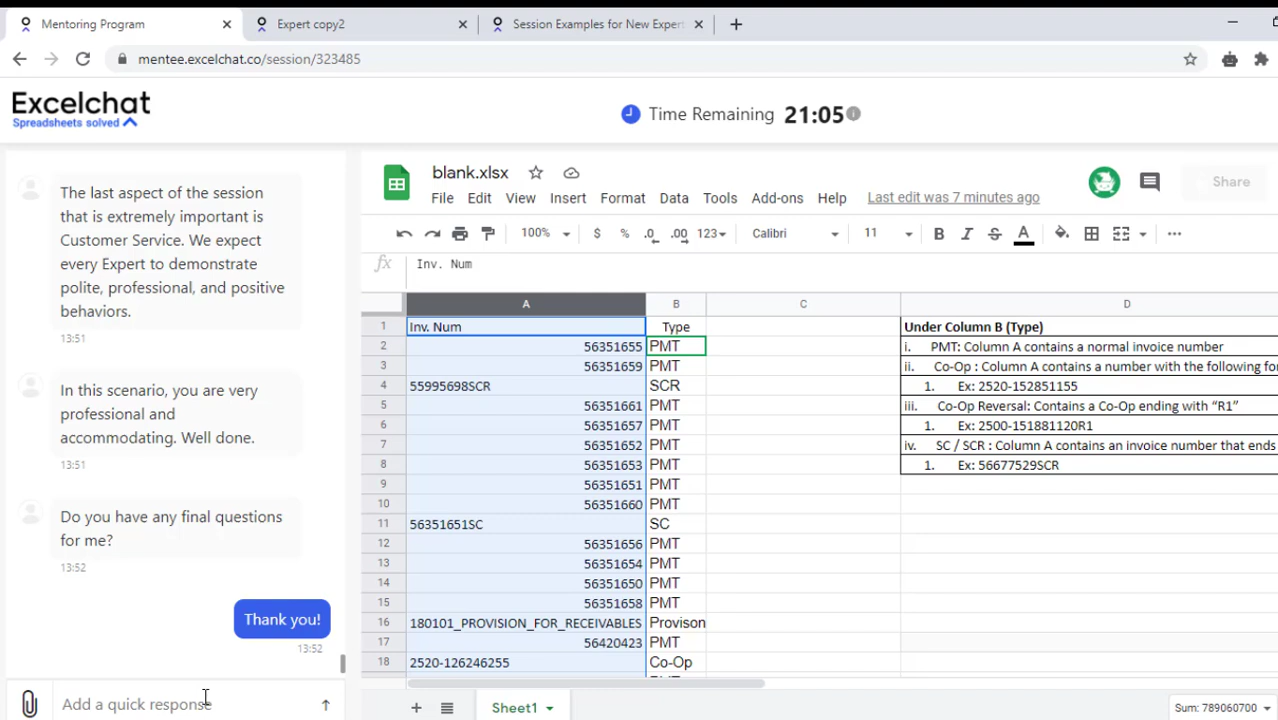 Mentoring Program
Expert copy2
Session Examples for New Expert
mentee.excelchat.co/session/323485
Excelchat
Spreadsheets solved
Time Remaining 21:05
The last aspect of the session
that is extremely important is
Customer Service. We expect
every Expert to demonstrate
polite, professional, and positive
behaviors.
13:51
In this scenario, you are very
professional and
accommodating. Well done.
13:51
Do you have any final questions
for me?
13:52
Thank you!
13:52
Add a quick response
blank.xlsx
File Edit View Insert Format Data Tools Add-ons Help Last edit was 7 minutes ago
Share
100% $ % .0 .00 123 Calibri 11 B I S A
fx Inv. Num
A B C D
1 Inv. Num Type Under Column B (Type)
2 56351655 PMT i. PMT: Column A contains a normal invoice number
3 56351659 PMT ii. Co-Op : Column A contains a number with the following fo
4 55995698SCR SCR 1. Ex: 2520-152851155
5 56351661 PMT iii. Co-Op Reversal: Contains a Co-Op ending with “R1”
6 56351657 PMT 1. Ex: 2500-151881120R1
7 56351652 PMT iv. SC / SCR : Column A contains an invoice number that ends
8 56351653 PMT 1. Ex: 56677529SCR
9 56351651 PMT
10 56351660 PMT
11 56351651SC SC
12 56351656 PMT
13 56351654 PMT
14 56351650 PMT
15 56351658 PMT
16 180101_PROVISION_FOR_RECEIVABLES Provison
17 56420423 PMT
18 2520-126246255 Co-Op
Sheet1
Sum: 789060700